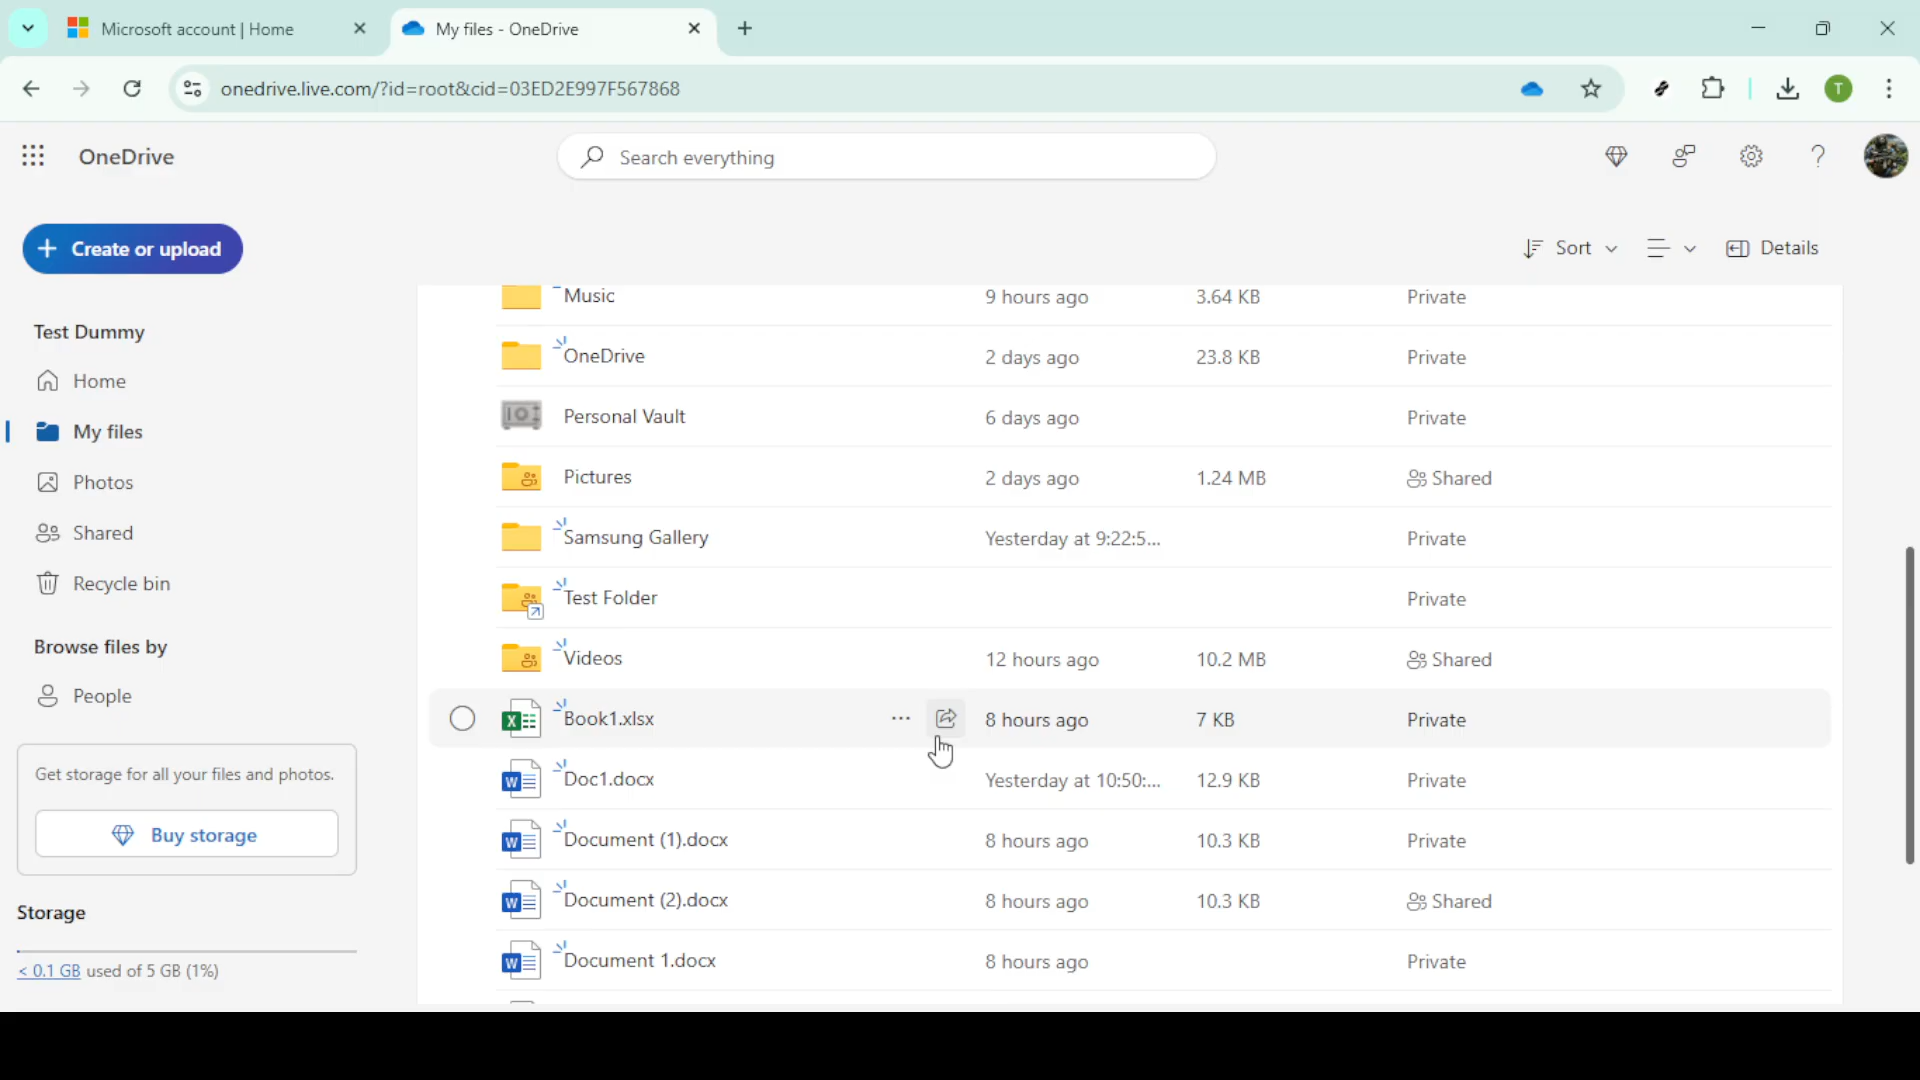 Microsoft account | Home
My files - OneDrive
onedrive.live.com/?id=root&cid=03ED2E997F567868
T
OneDrive
Search everything
Create or upload
Sort
Details
Test Dummy
Home
My files
Photos
Shared
Recycle bin
Browse files by
People
Get storage for all your files and photos.
Buy storage
Storage
< 0.1 GB used of 5 GB (1%)
Music 9 hours ago 3.64 KB Private
OneDrive 2 days ago 23.8 KB Private
Personal Vault 6 days ago Private
Pictures 2 days ago 1.24 MB Shared
Samsung Gallery Yesterday at 9:22:5... Private
Test Folder Private
Videos 12 hours ago 10.2 MB Shared
Book1.xlsx 8 hours ago 7 KB Private
Doc1.docx Yesterday at 10:50:... 12.9 KB Private
Document (1).docx 8 hours ago 10.3 KB Private
Document (2).docx 8 hours ago 10.3 KB Shared
Document 1.docx 8 hours ago Private